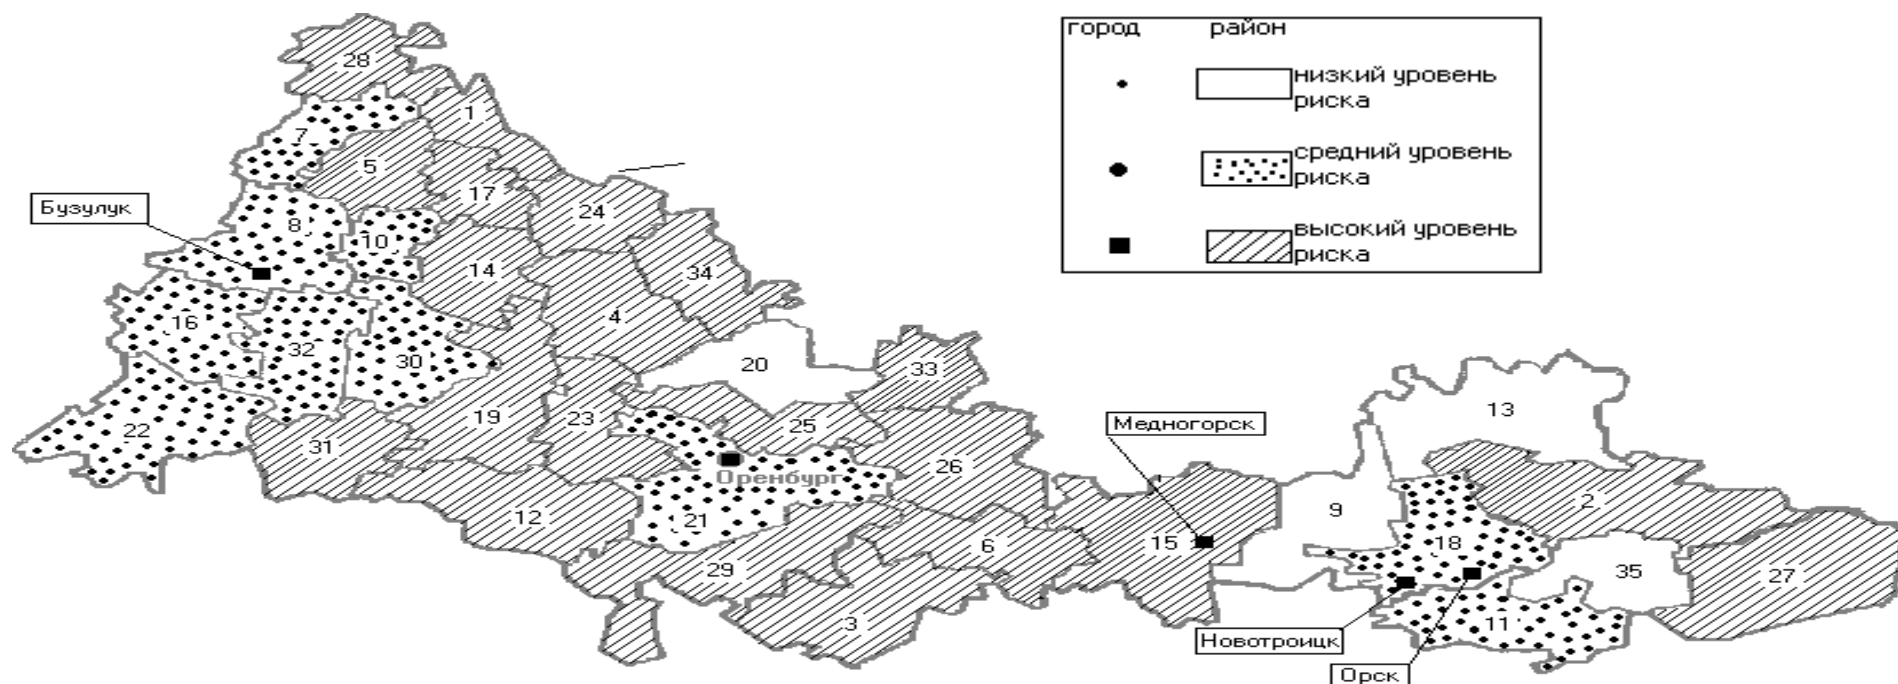 город район
низкий уровень
риска
средний уровень
риска
высокий уровень
риска
28
1
7
5
17
24
Бузулук
8
10
14
34
16
4
32
30
20
33
13
22
31
19
23
25
Медногорск
26
Оренбург
12
21
9
2
29
6
15
18
35
27
3
11
Новотроицк
Орск